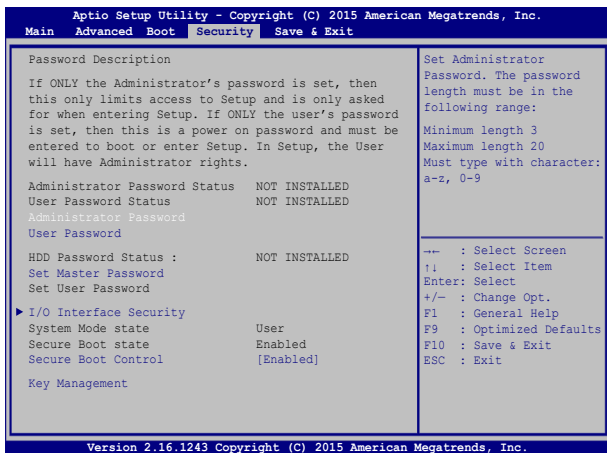 Aptio Setup Utility - Copyright (C) 2015 American Megatrends, Inc.
Main Advanced Boot Security Save & Exit
Password Description
If ONLY the Administrator's password is set, then
this only limits access to Setup and is only asked
for when entering Setup. If ONLY the user's password
is set, then this is a power on password and must be
entered to boot or enter Setup. In Setup, the User
will have Administrator rights.
Administrator Password Status NOT INSTALLED
User Password Status NOT INSTALLED
Administrator Password
User Password
HDD Password Status : NOT INSTALLED
Set Master Password
Set User Password
▶ I/O Interface Security
System Mode state User
Secure Boot state Enabled
Secure Boot Control [Enabled]
Key Management
Set Administrator
Password. The password
length must be in the
following range:
Minimum length 3
Maximum length 20
Must type with character:
a-z, 0-9
→← : Select Screen
↑↓ : Select Item
Enter: Select
+/— : Change Opt.
F1 : General Help
F9 : Optimized Defaults
F10 : Save & Exit
ESC : Exit
Version 2.16.1243 Copyright (C) 2015 American Megatrends, Inc.